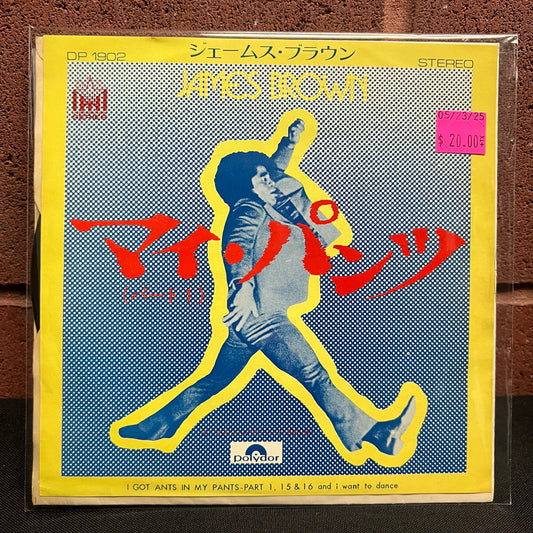 DP 1902
ジェームス・ブラウン
STEREO
JAMES BROWN
SERIES
05/23/25
$ 20.00
マイ・パンツ
(パート1)
Polydor
I GOT ANTS IN MY PANTS-PART 1, 15 & 16 and i want to dance